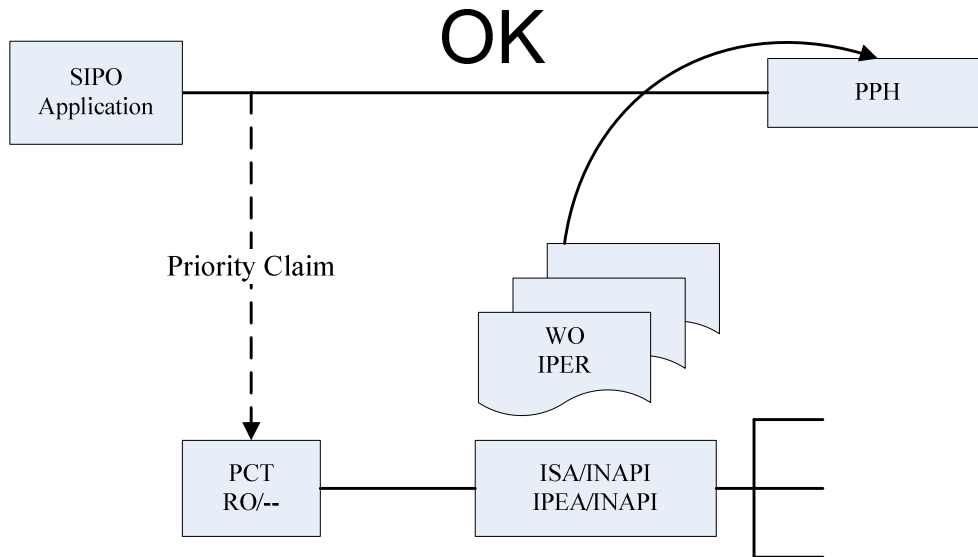 OK
SIPO
Application
PPH
Priority Claim
WO
IPER
PCT
RO/--
ISA/INAPI
IPEA/INAPI